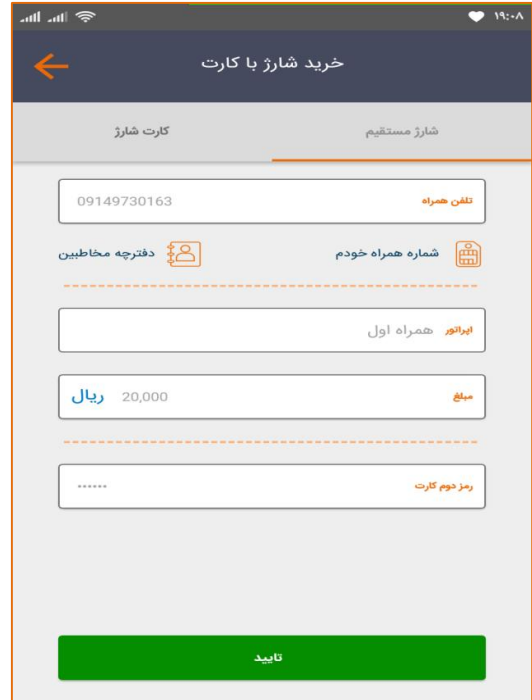 ۱۹:۰۸
خرید شارژ با کارت
شارژ مستقیم
کارت شارژ
تلفن همراه 09149730163
شماره همراه خودم
دفترچه مخاطبین
اپراتور همراه اول
مبلغ 20,000 ریال
رمز دوم کارت ••••••
تایید